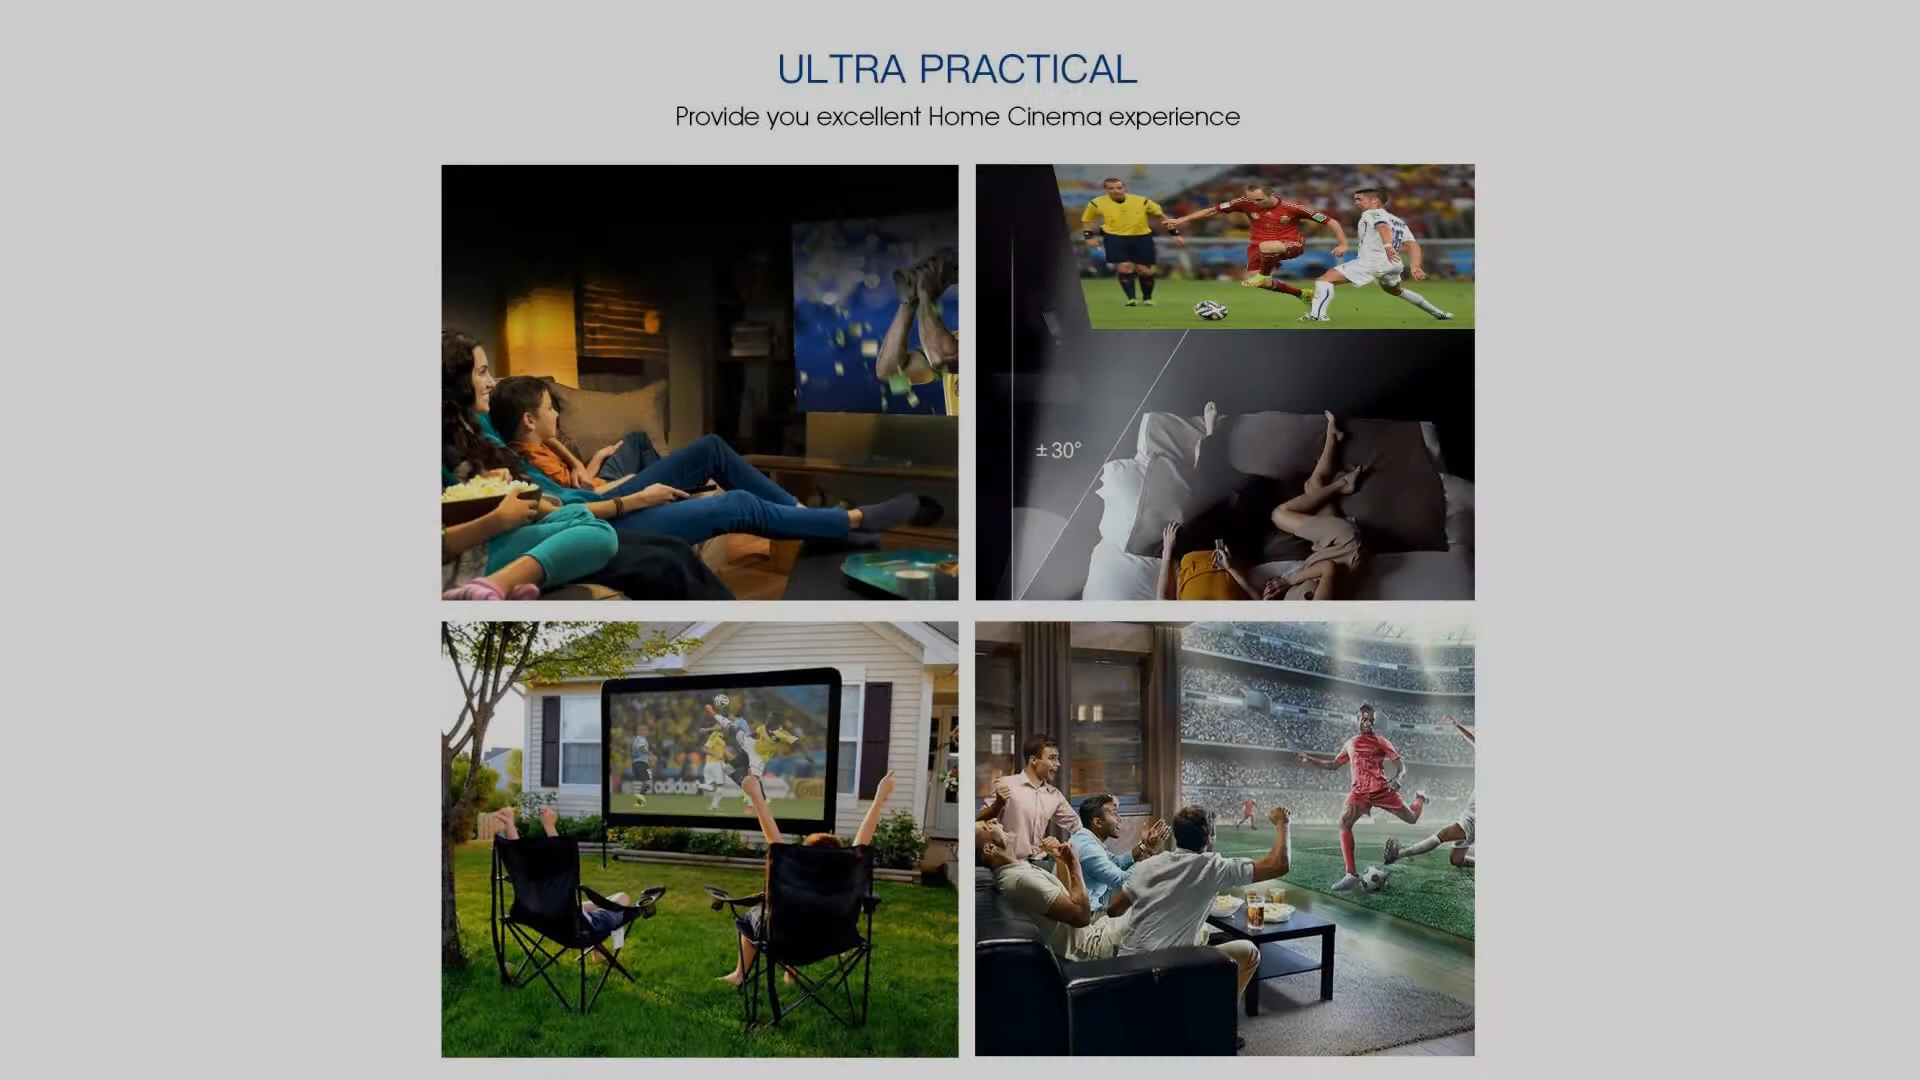 ULTRA PRACTICAL
Provide you excellent Home Cinema experience
±30°
adidas